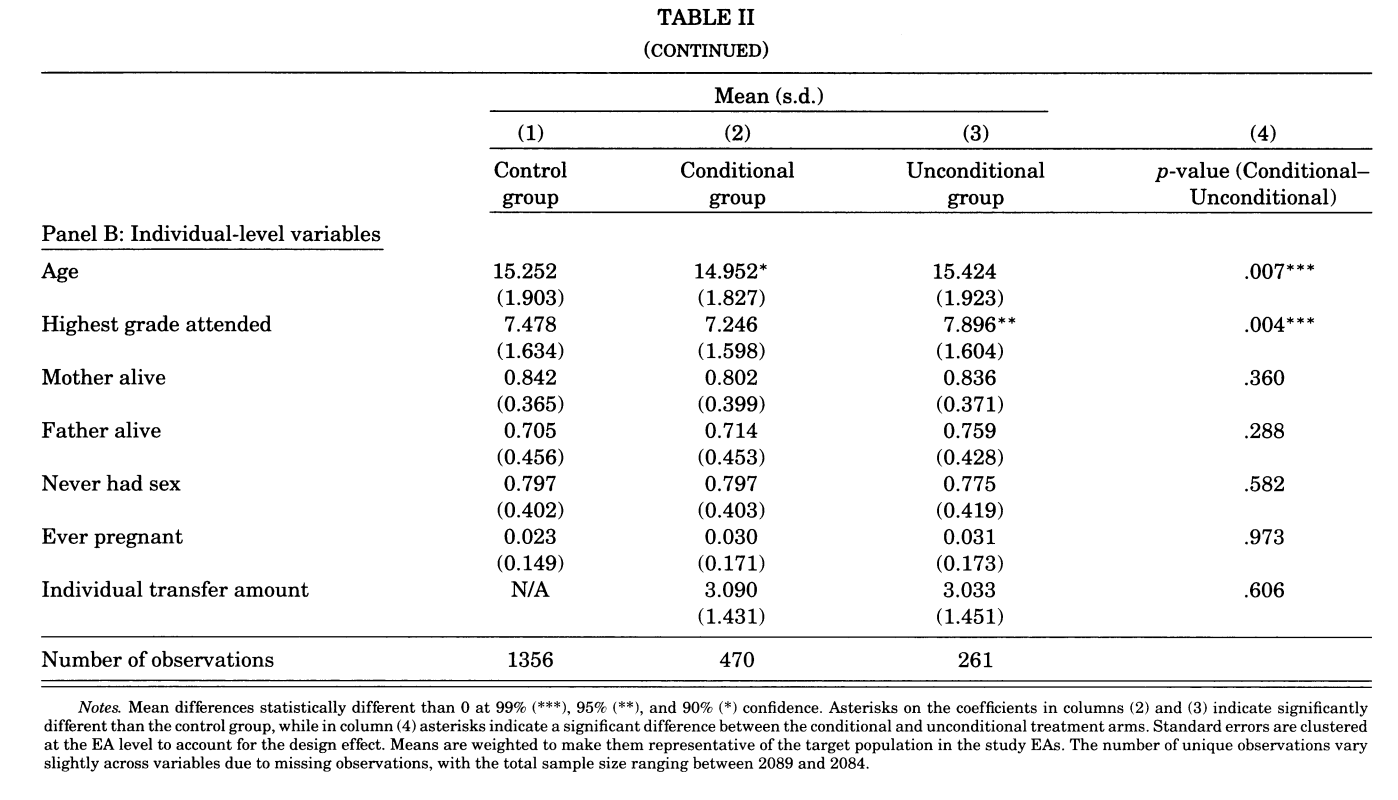 TABLE II
(CONTINUED)
Mean (s.d.)
(1) (2) (3) (4)
Control Conditional Unconditional p-value (Conditional–
group group group Unconditional)
Panel B: Individual-level variables
Age 15.252 14.952* 15.424 .007***
(1.903) (1.827) (1.923)
Highest grade attended 7.478 7.246 7.896** .004***
(1.634) (1.598) (1.604)
Mother alive 0.842 0.802 0.836 .360
(0.365) (0.399) (0.371)
Father alive 0.705 0.714 0.759 .288
(0.456) (0.453) (0.428)
Never had sex 0.797 0.797 0.775 .582
(0.402) (0.403) (0.419)
Ever pregnant 0.023 0.030 0.031 .973
(0.149) (0.171) (0.173)
Individual transfer amount N/A 3.090 3.033 .606
(1.431) (1.451)
Number of observations 1356 470 261
Notes. Mean differences statistically different than 0 at 99% (***), 95% (**), and 90% (*) confidence. Asterisks on the coefficients in columns (2) and (3) indicate significantly
different than the control group, while in column (4) asterisks indicate a significant difference between the conditional and unconditional treatment arms. Standard errors are clustered
at the EA level to account for the design effect. Means are weighted to make them representative of the target population in the study EAs. The number of unique observations vary
slightly across variables due to missing observations, with the total sample size ranging between 2089 and 2084.